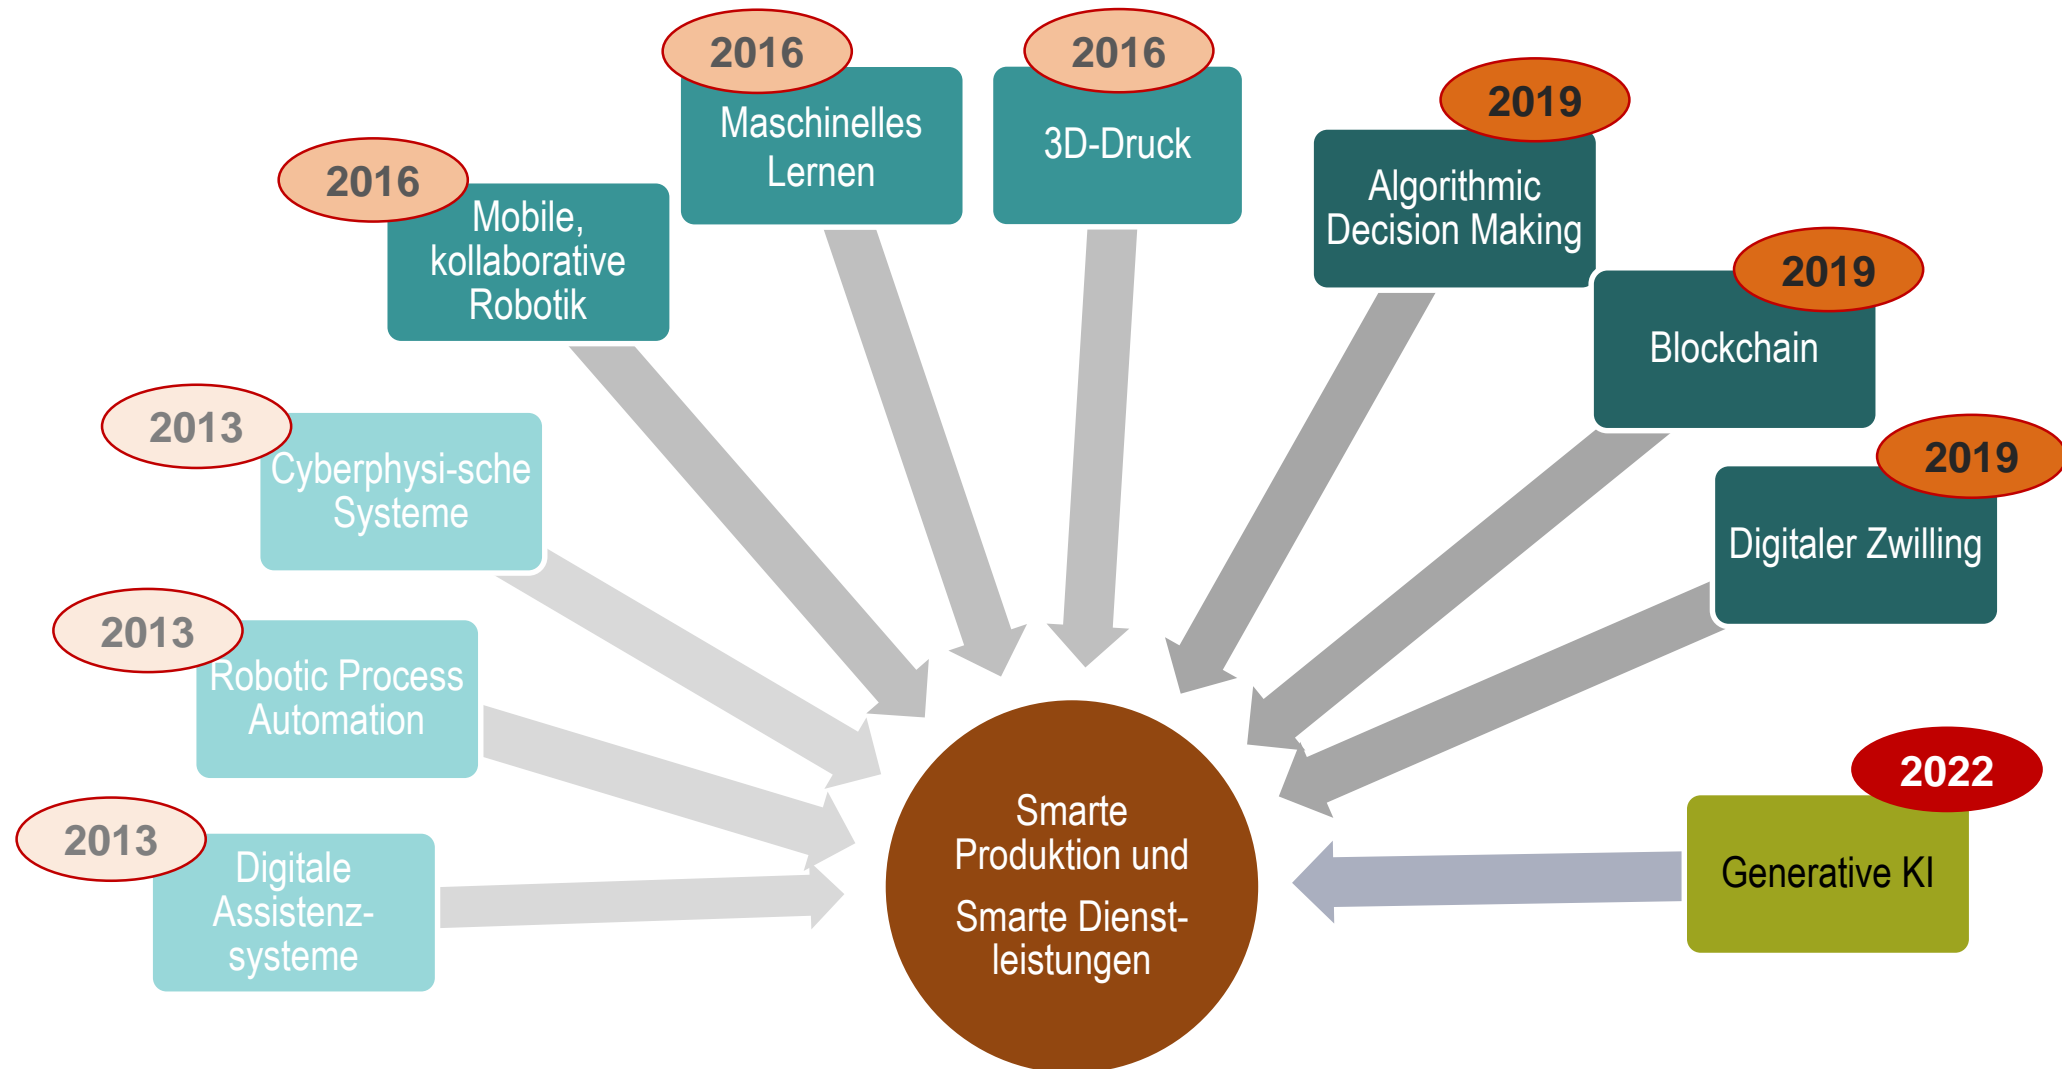 2016
Maschinelles
Lernen
2016
3D-Druck
2019
Algorithmic
Decision Making
2016
Mobile,
kollaborative
Robotik
2019
Blockchain
2013
Cyberphysi-sche
Systeme
2019
Digitaler Zwilling
2013
Robotic Process
Automation
2022
Generative KI
2013
Digitale
Assistenz-
systeme
Smarte
Produktion und
Smarte Dienst-
leistungen